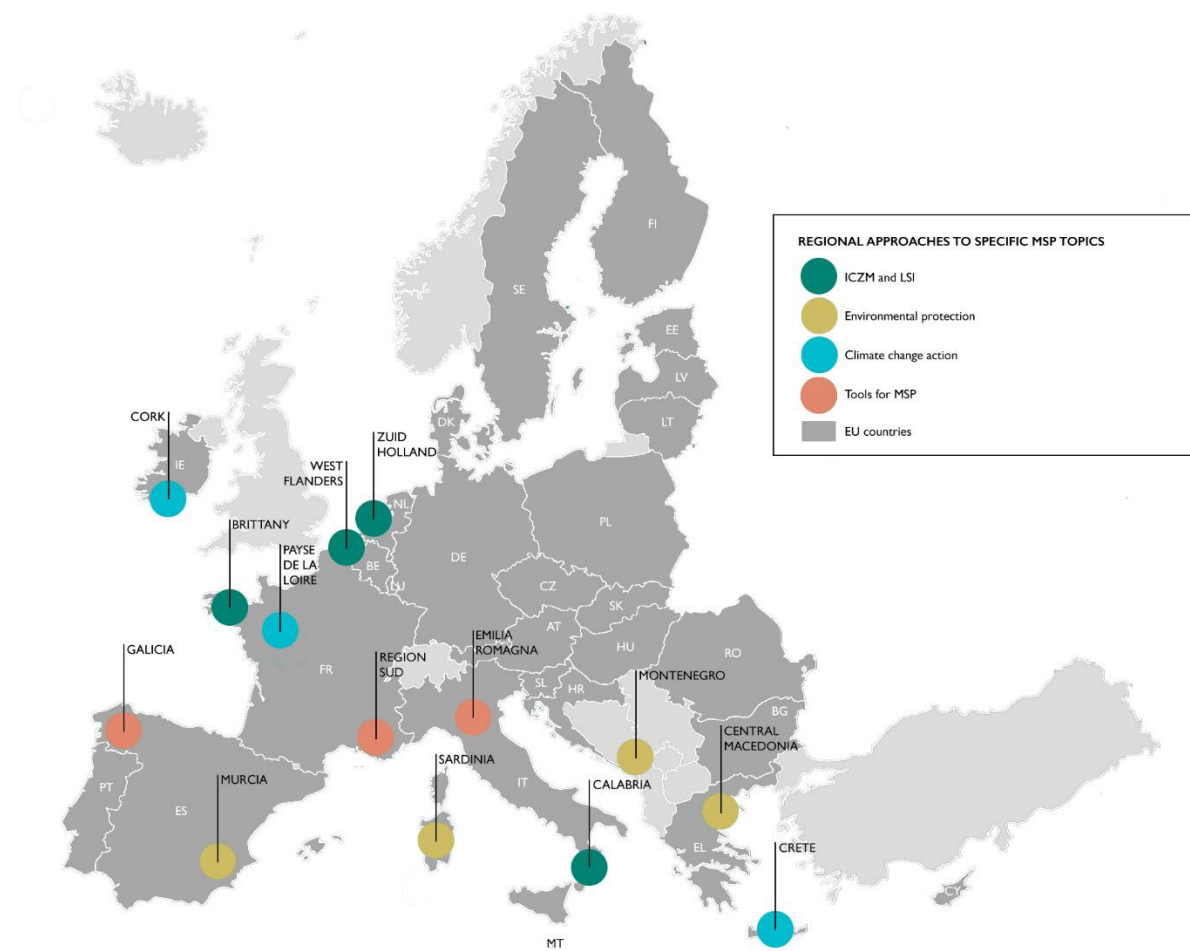 REGIONAL APPROACHES TO SPECIFIC MSP TOPICS
ICZM and LSI
Environmental protection
Climate change action
Tools for MSP
EU countries
FI
SE
EE
LV
LT
DK
CORK
IE
ZUID
HOLLAND
WEST
FLANDERS
NL
BRITTANY
PAYSE
DE LA
LOIRE
BE
LU
DE
PL
CZ
SK
AT
HU
RO
GALICIA
FR
REGION
SUD
EMILIA
ROMAGNA
SL
HR
MONTENEGRO
BG
CENTRAL
MACEDONIA
PT
ES
MURCIA
SARDINIA
IT
CALABRIA
EL
CRETE
CY
MT